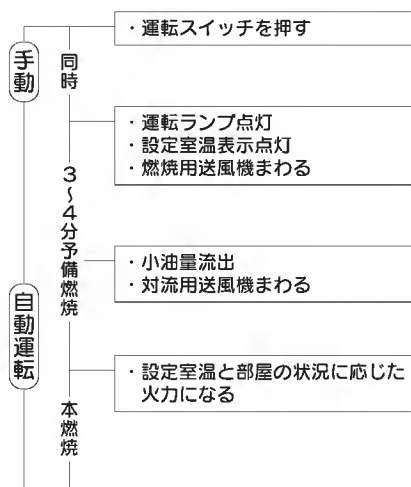 ・運転スイッチを押す
手動
同時
・運転ランプ点灯
・設定室温表示点灯
・燃焼用送風機まわる
3〜4分予備燃焼
・小油量流出
・対流用送風機まわる
自動運転
・設定室温と部屋の状況に応じた
火力になる
本燃焼